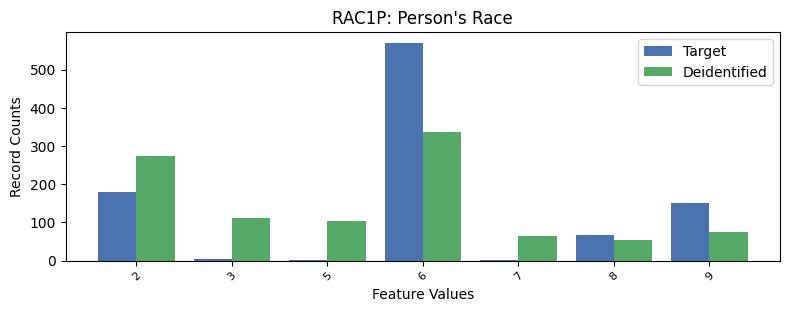 RAC1P: Person's Race
Target
Deidentified
Record Counts
500
400
300
200
100
0
2 3 5 6 7 8 9
Feature Values